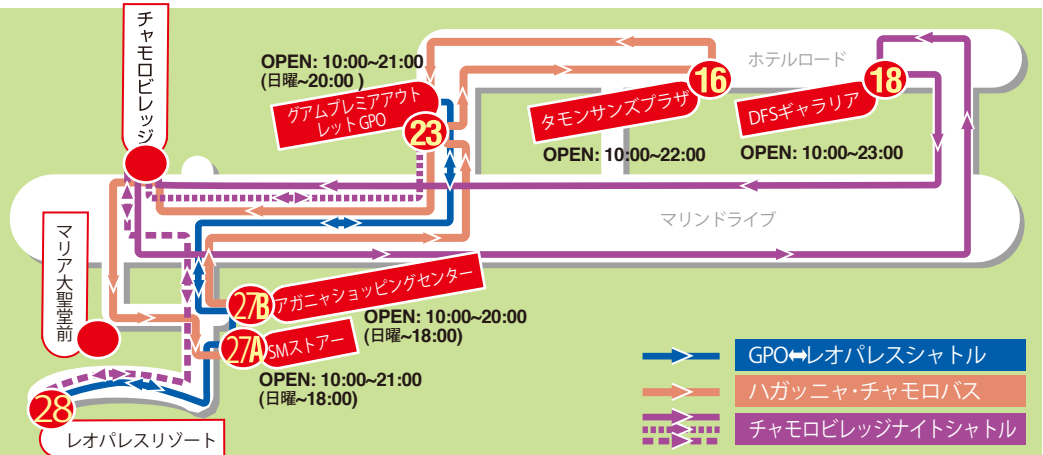 チャモロビレッジ
OPEN: 10:00~21:00
(日曜~20:00 )
グアムプレミアアウト
レット GPO
23
タモンサンズプラザ
16
OPEN: 10:00~22:00
ホテルロード
DFSギャラリア
18
OPEN: 10:00~23:00
マリンドライブ
マリア大聖堂前
27B
アガニャショッピングセンター
OPEN: 10:00~20:00
(日曜~18:00)
27A
SMストアー
OPEN: 10:00~21:00
(日曜~18:00)
28
レオパレスリゾート
GPO⬌レオパレスシャトル
ハガッニャ・チャモロバス
チャモロビレッジナイトシャトル